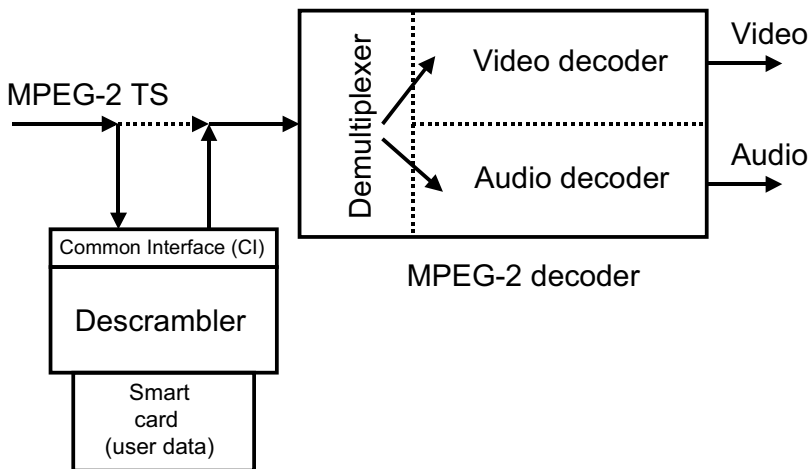 MPEG-2 TS
Demultiplexer
Video decoder
Video
Audio decoder
Audio
MPEG-2 decoder
Common Interface (CI)
Descrambler
Smart
card
(user data)